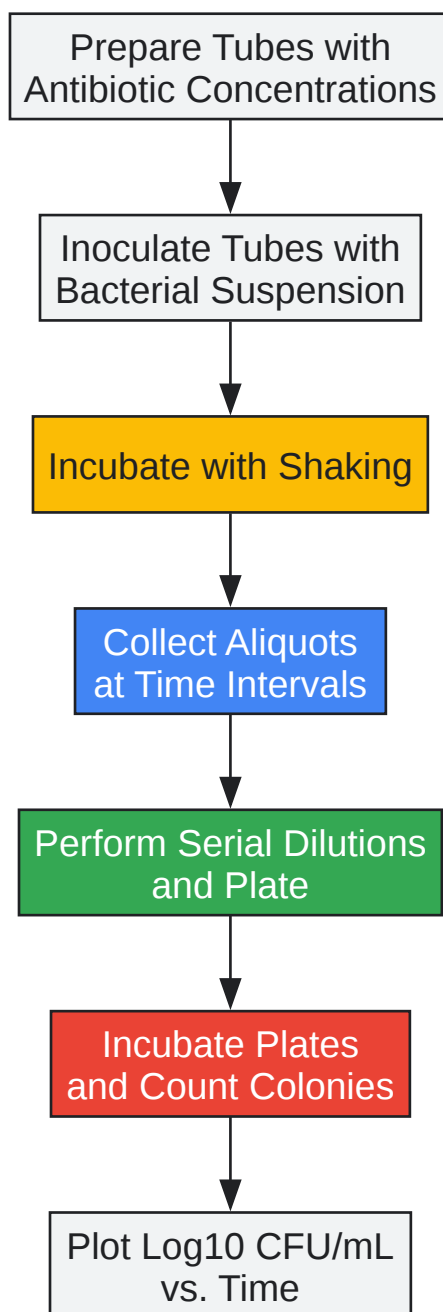 Prepare Tubes with
Antibiotic Concentrations
Inoculate Tubes with
Bacterial Suspension
Incubate with Shaking
Collect Aliquots
at Time Intervals
Perform Serial Dilutions
and Plate
Incubate Plates
and Count Colonies
Plot Log10 CFU/mL
vs. Time